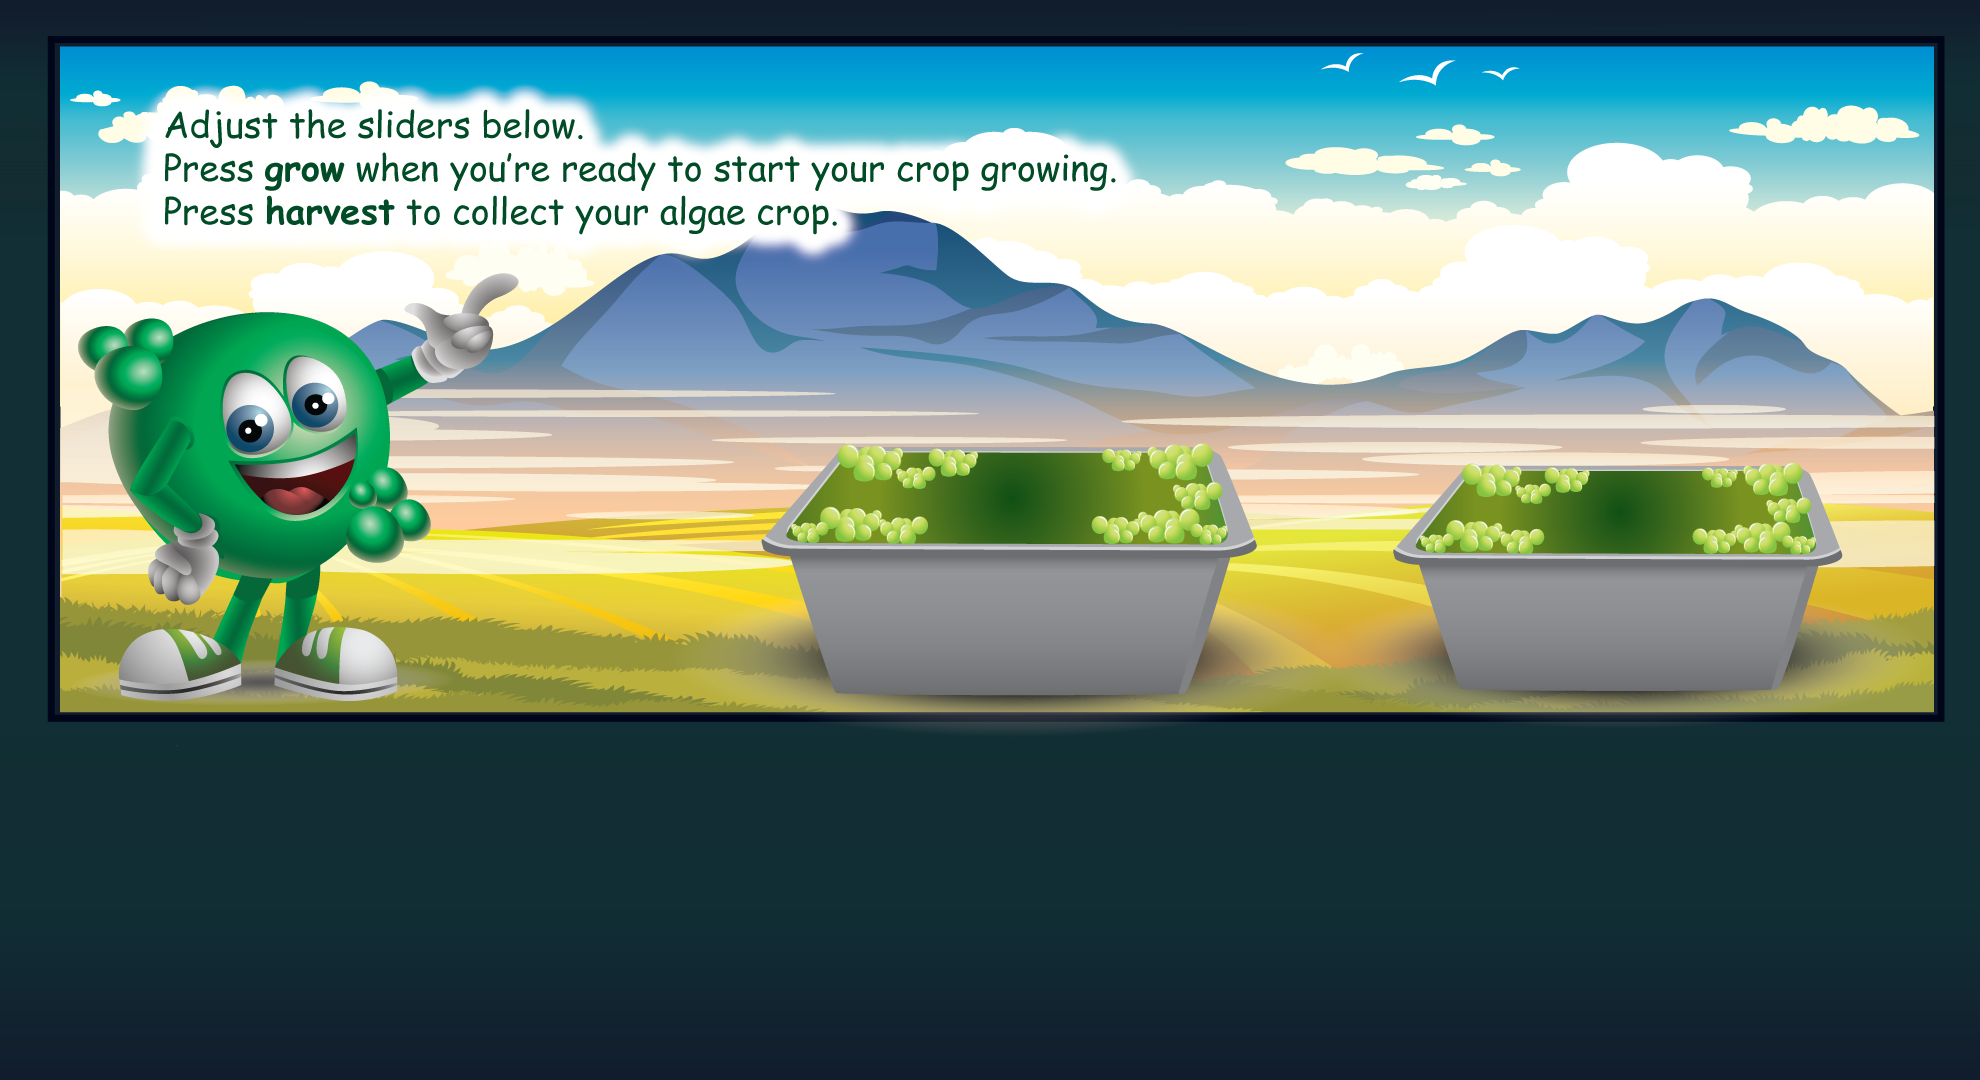 Adjust the sliders below.
Press grow when you’re ready to start your crop growing.
Press harvest to collect your algae crop.